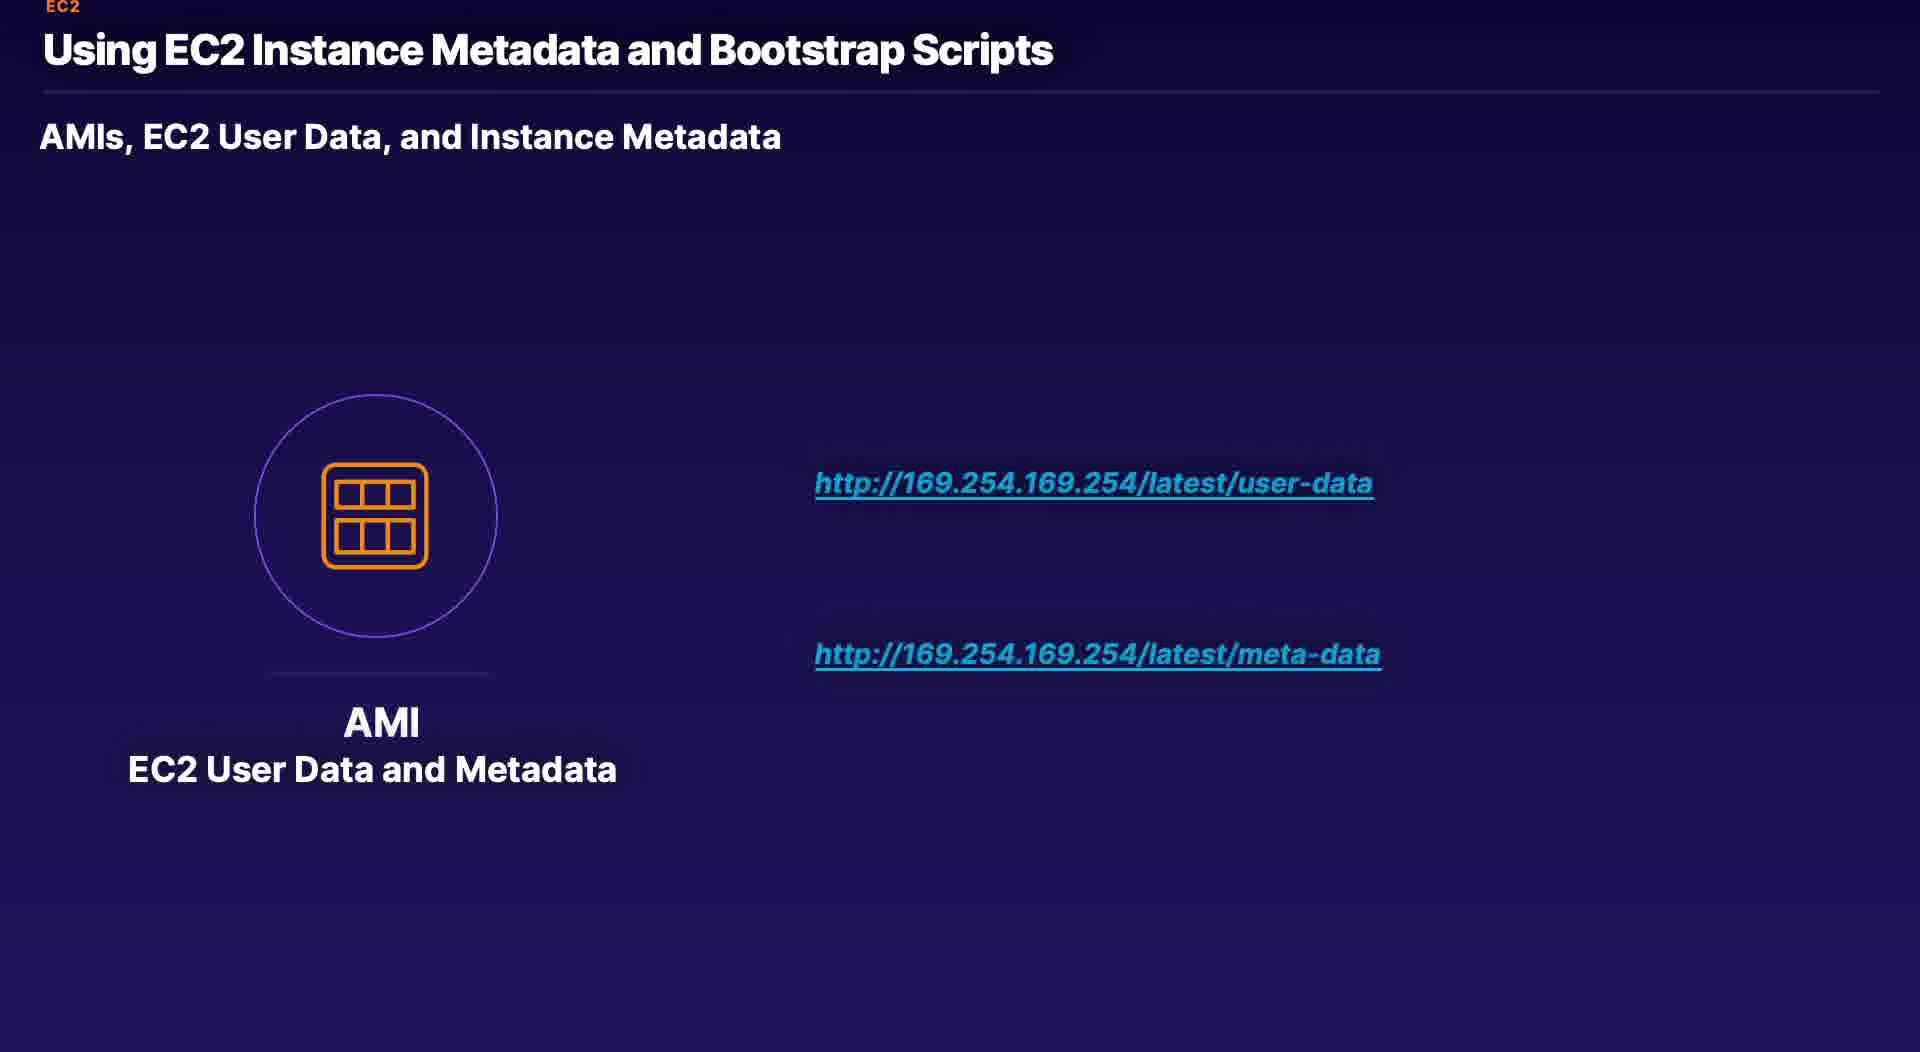 EC2
Using EC2 Instance Metadata and Bootstrap Scripts
AMIs, EC2 User Data, and Instance Metadata
http://169.254.169.254/latest/user-data
http://169.254.169.254/latest/meta-data
AMI
EC2 User Data and Metadata